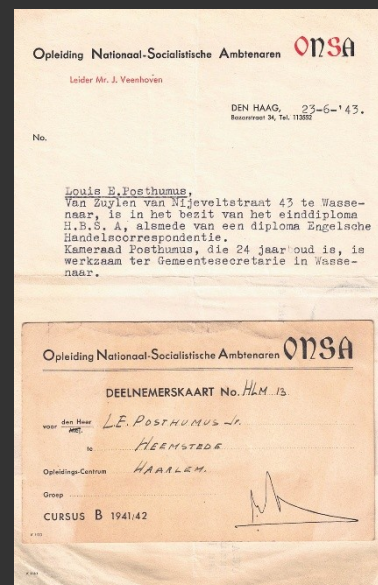 Opleiding Nationaal-Socialistische Ambtenaren ONSA
Leider Mr. J. Veenhoven
DEN HAAG, 23-6-'43.
Bazarstraat 34, Tel. 113552
No.
Louis E.Posthumus,
Van Zuylen van Nijeveltstraat 43 te Wasse-
naar, is in het bezit van het einddiploma
H.B.S. A, alsmede van een diploma Engelsche
Handelscorrespondentie.
Kameraad Posthumus, die 24 jaar oud is, is
werkzaam ter Gemeentesecretarie in Wasse-
naar.
Opleiding Nationaal-Socialistische Ambtenaren ONSA
DEELNEMERSKAART No. HLM 13
voor den Heer L.E. POSTHUMUS Jr.
Mej.
te HEEMSTEDE
Opleidings-Centrum HAARLEM.
Groep
CURSUS B 1941/42